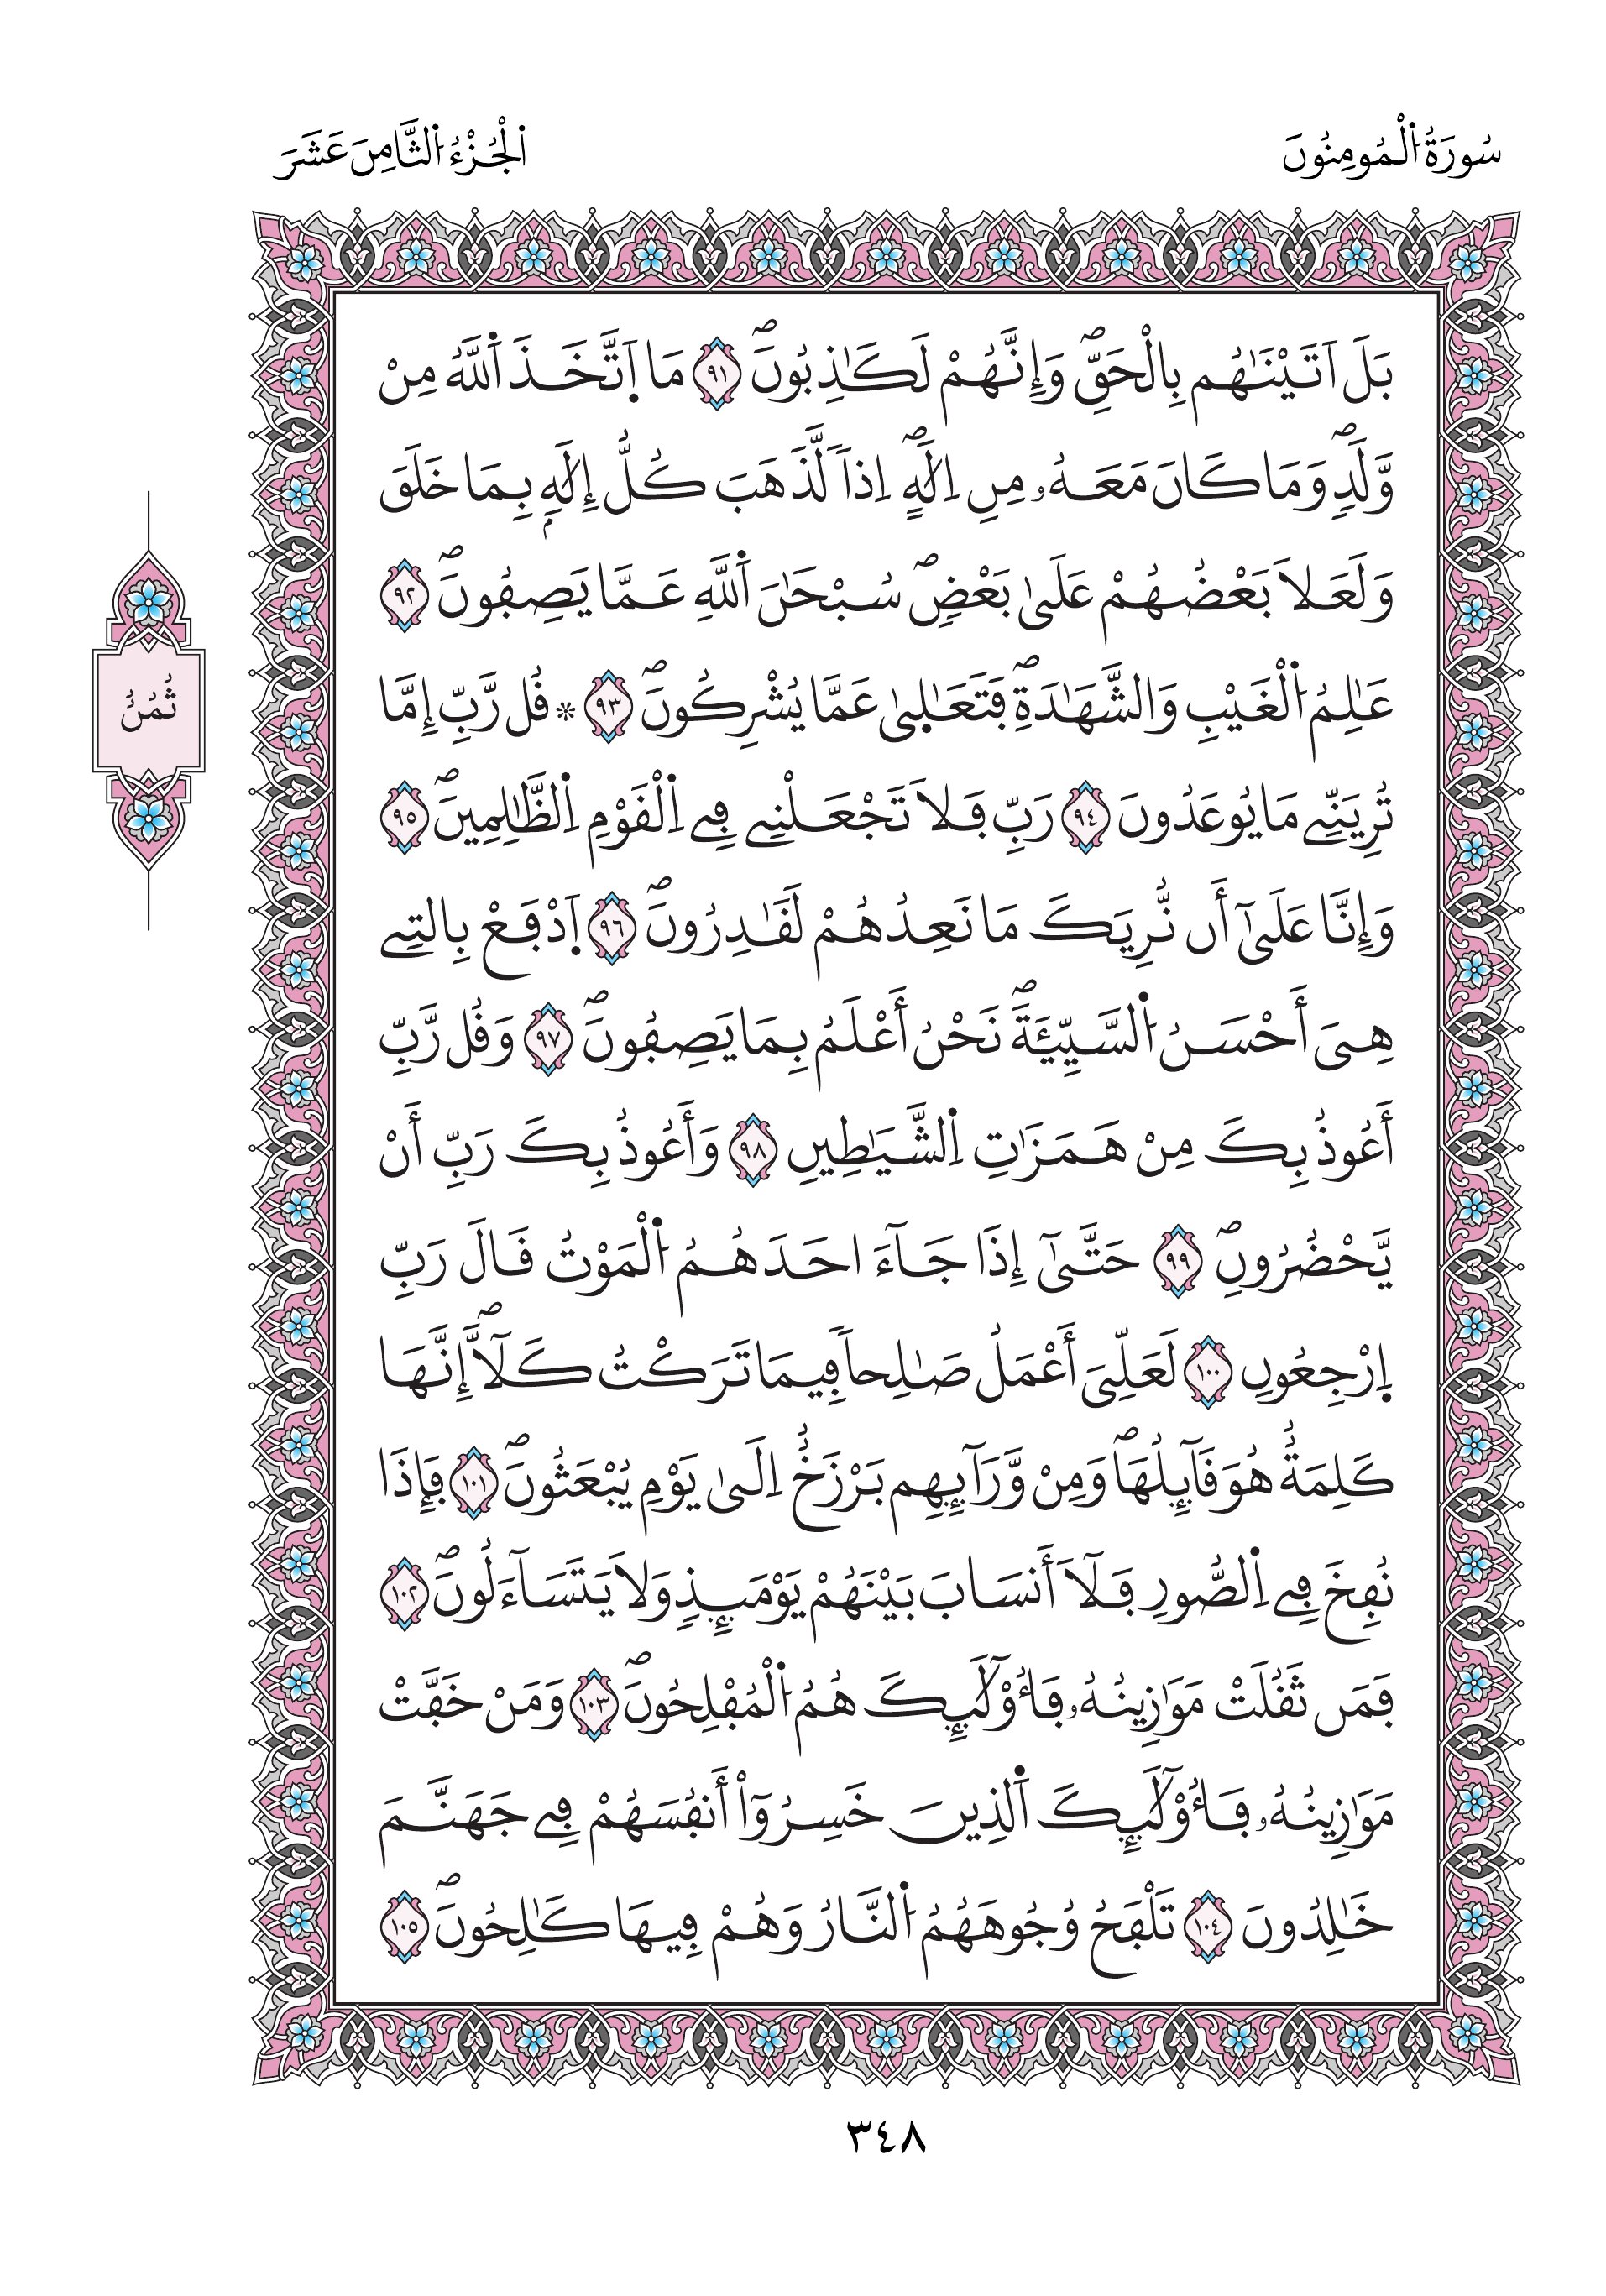 سُورَةُ اُ۬لْمُومِنُونَ
اَ۬لْجُزْءُ اُ۬لثَّامِنَ عَشَرَ
بَلَ اٰتَيْنَٰهُم بِالْحَقِّۖ وَإِنَّهُمْ لَكَٰذِبُونَۖ ٩١ مَا اَ۪تَّخَذَ اَ۬للَّهُ مِنْ
وَّلَدٖۖ وَمَا كَانَ مَعَهُۥ مِنِ اِلَٰهٍۖ اِذاٗ لَّذَهَبَ كُلُّ إِلَٰهِۢ بِمَا خَلَقَ
وَلَعَلَا بَعْضُهُمْ عَلَىٰ بَعْضٖۖ سُبْحَٰنَ اَ۬للَّهِ عَمَّا يَصِفُونَۖ ٩٢
عَٰلِمُ اُ۬لْغَيْبِ وَالشَّهَٰدَةِۖ فَتَعَٰلِىٰ عَمَّا يُشْرِكُونَۖ ٩٣ * قُل رَّبِّ إِمَّا
تُرِيَنِّے مَا يُوعَدُونَ ٩٤ رَبِّ فَلَا تَجْعَلْنِے فِے اِ۬لْقَوْمِ اِ۬لظَّٰلِمِينَۖ ٩٥
وَإِنَّا عَلَىٰٓ أَن نُّرِيَكَ مَا نَعِدُهُمْ لَقَٰدِرُونَۖ ٩٦ اَ۪دْفَعْ بِالتِے
هِىَ أَحْسَنُ اُ۬لسَّيِّئَةَۖ نَحْنُ أَعْلَمُ بِمَا يَصِفُونَۖ ٩٧ وَقُل رَّبِّ
أَعُوذُ بِكَ مِنْ هَمَزَٰتِ اِ۬لشَّيَٰطِينِ ٩٨ وَأَعُوذُ بِكَ رَبِّ أَنْ
يَّحْضُرُونِۖ ٩٩ حَتَّىٰٓ إِذَا جَآءَ احَدَهُمُ اُ۬لْمَوْتُ قَالَ رَبِّ
اِ۪رْجِعُونِ ١٠٠ لَعَلِّىَ أَعْمَلُ صَٰلِحاٗ فِيمَا تَرَكْتُ كَلَّآۖ إِنَّهَا
كَلِمَةٌ هُوَ قَآئِلُهَاۖ وَمِنْ وَّرَآئِهِم بَرْزَخٌ اِلَىٰ يَوْمِ يُبْعَثُونَۖ ١٠١ فَإِذَا
نُفِخَ فِے اِ۬لصُّورِ فَلَآ أَنسَابَ بَيْنَهُمْ يَوْمَئِذٖ وَلَا يَتَسَآءَلُونَۖ ١٠٢
فَمَن ثَقُلَتْ مَوَٰزِينُهُۥ فَأُوْلَٰٓئِكَ هُمُ اُ۬لْمُفْلِحُونَۖ ١٠٣ وَمَنْ خَفَّتْ
مَوَٰزِينُهُۥ فَأُوْلَٰٓئِكَ اَ۬لذِينَ خَسِرُوٓاْ أَنفُسَهُمْ فِے جَهَنَّمَ
خَٰلِدُونَ ١٠٤ تَلْفَحُ وُجُوهَهُمُ اُ۬لنَّارُ وَهُمْ فِيهَا كَٰلِحُونَۖ ١٠٥
ثُمُنُ
٣٤٨